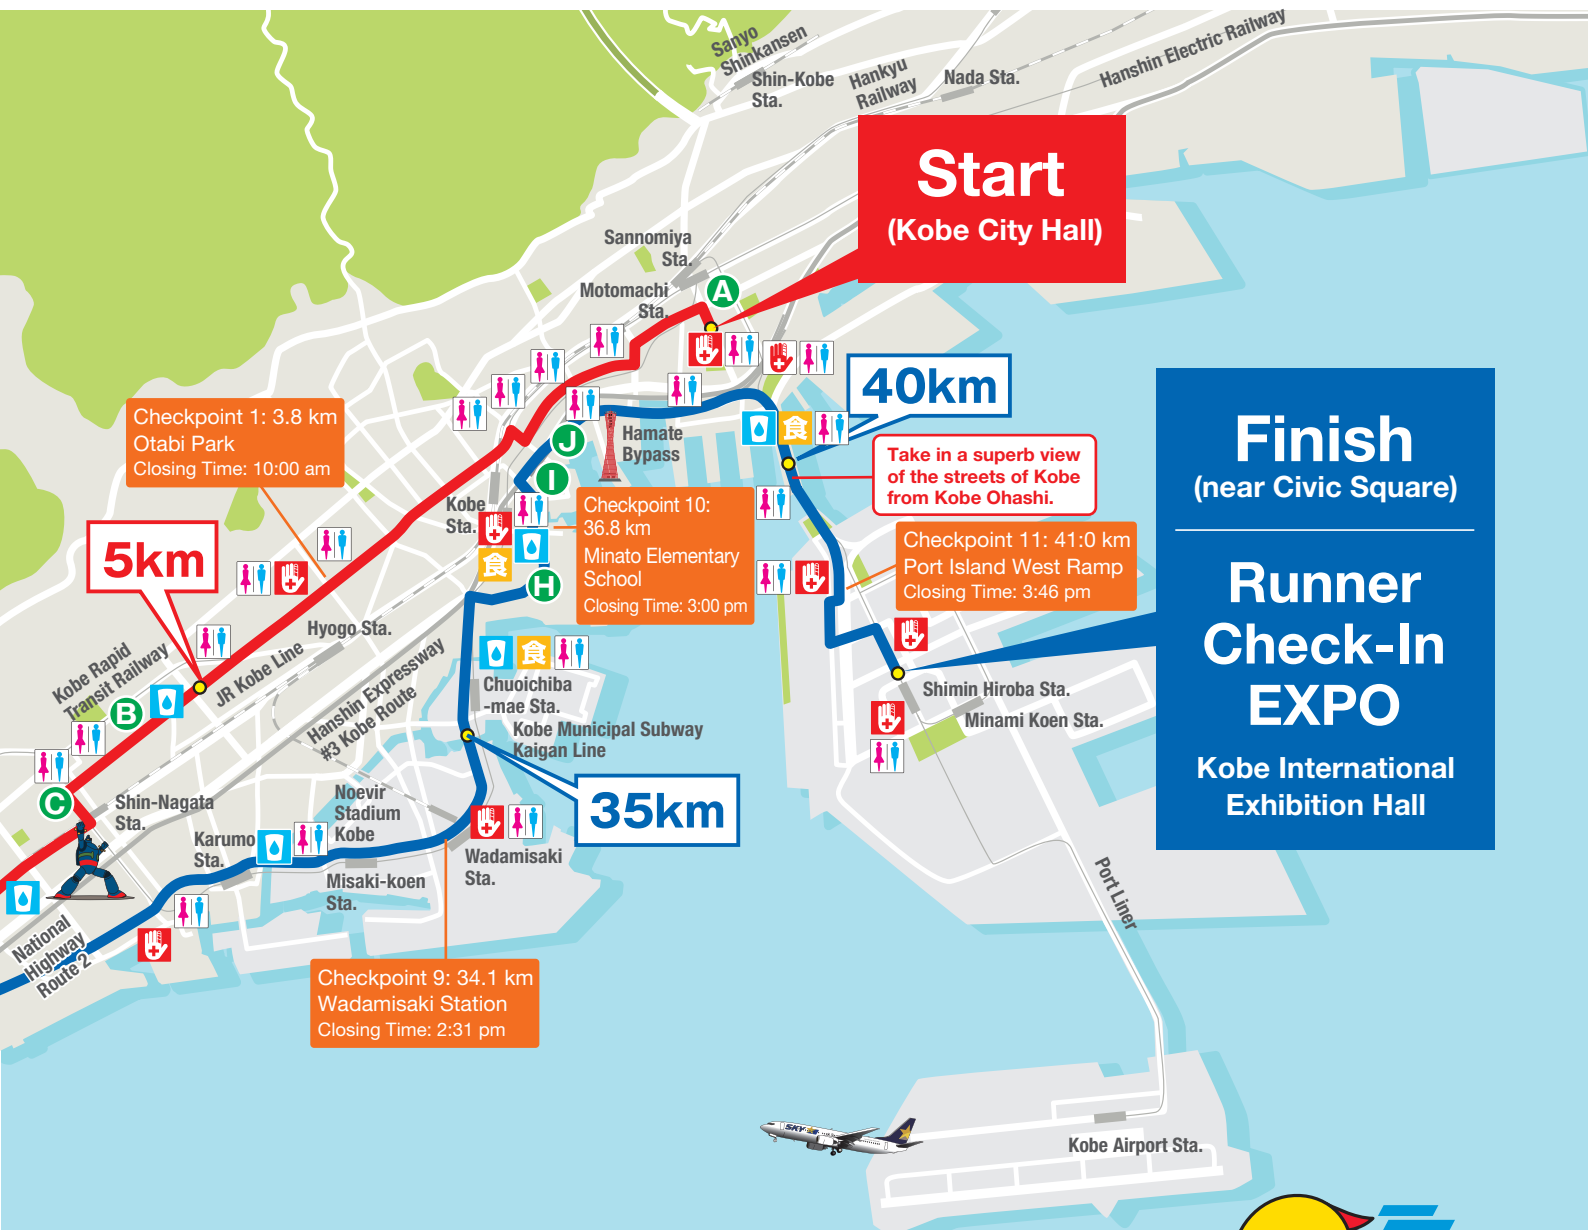 Sanyo
Shinkansen
Shin-Kobe
Sta.
Hankyu
Railway
Nada Sta.
Hanshin Electric Railway
Start
(Kobe City Hall)
Sannomiya
Sta.
Motomachi
Sta.
A
40km
Finish
(near Civic Square)
Runner
Check-In
EXPO
Kobe International
Exhibition Hall
Checkpoint 1: 3.8 km
Otabi Park
Closing Time: 10:00 am
食
J
Hamate
Bypass
Take in a superb view
of the streets of Kobe
from Kobe Ohashi.
I
Kobe
Sta.
食
H
Checkpoint 10:
36.8 km
Minato Elementary
School
Closing Time: 3:00 pm
Checkpoint 11: 41:0 km
Port Island West Ramp
Closing Time: 3:46 pm
5km
Hyogo Sta.
Kobe Rapid
Transit Railway
JR Kobe Line
Hanshin Expressway
#3 Kobe Route
B
食
Chuoichiba
-mae Sta.
Kobe Municipal Subway
Kaigan Line
Shimin Hiroba Sta.
Minami Koen Sta.
35km
C
Shin-Nagata
Sta.
Noevir
Stadium
Kobe
Karumo
Sta.
Misaki-koen
Sta.
Wadamisaki
Sta.
National
Highway
Route 2
Checkpoint 9: 34.1 km
Wadamisaki Station
Closing Time: 2:31 pm
Port Liner
SKY
Kobe Airport Sta.